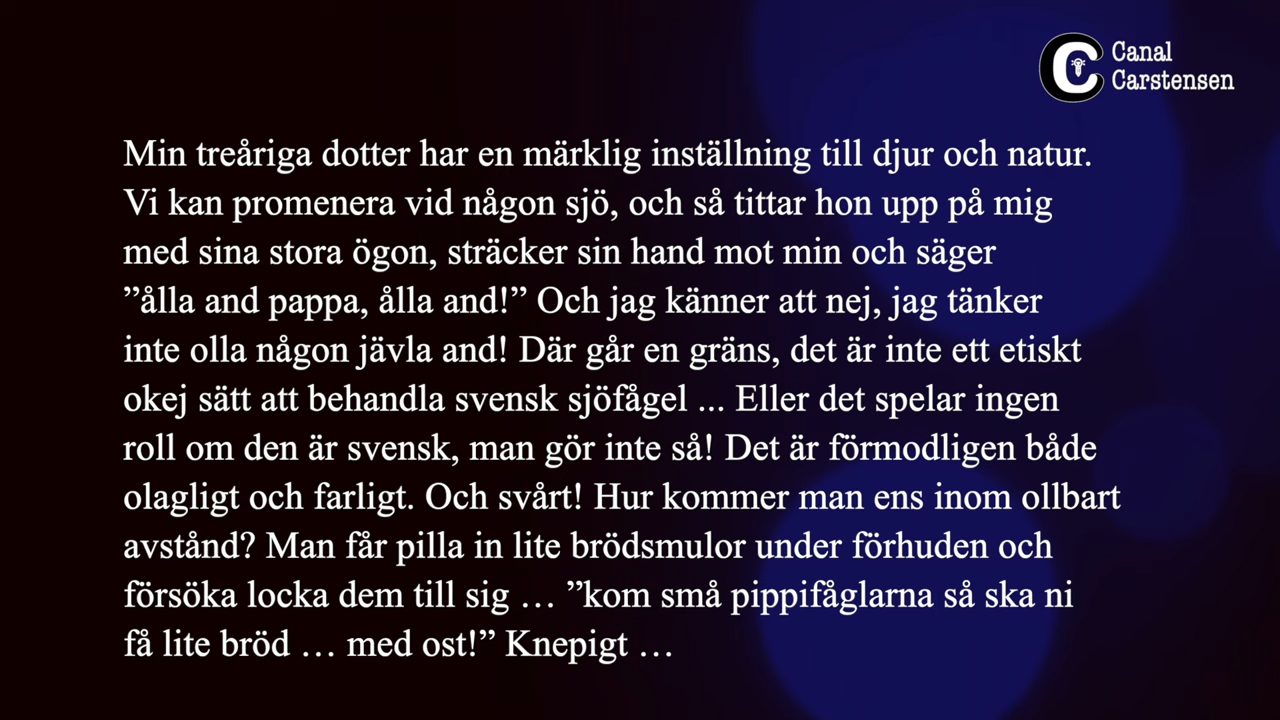 Canal
Carstensen
Min treåriga dotter har en märklig inställning till djur och natur.
Vi kan promenera vid någon sjö, och så tittar hon upp på mig
med sina stora ögon, sträcker sin hand mot min och säger
”ålla and pappa, ålla and!” Och jag känner att nej, jag tänker
inte olla någon jävla and! Där går en gräns, det är inte ett etiskt
okej sätt att behandla svensk sjöfågel ... Eller det spelar ingen
roll om den är svensk, man gör inte så! Det är förmodligen både
olagligt och farligt. Och svårt! Hur kommer man ens inom ollbart
avstånd? Man får pilla in lite brödsmulor under förhuden och
försöka locka dem till sig … ”kom små pippifåglarna så ska ni
få lite bröd … med ost!” Knepigt …